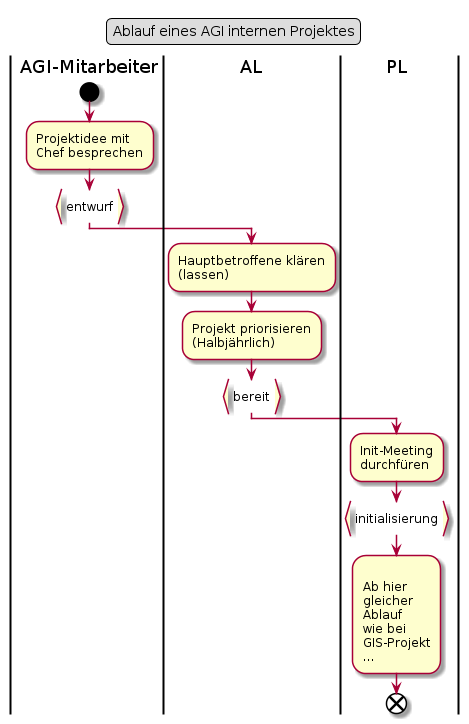 Ablauf eines AGI internen Projektes
AGI-Mitarbeiter
AL
PL
Projektidee mit
Chef besprechen
entwurf
Hauptbetroffene klären
(lassen)
Projekt priorisieren
(Halbjährlich)
bereit
Init-Meeting
durchfüren
initialisierung
Ab hier
gleicher
Ablauf
wie bei
GIS-Projekt
...